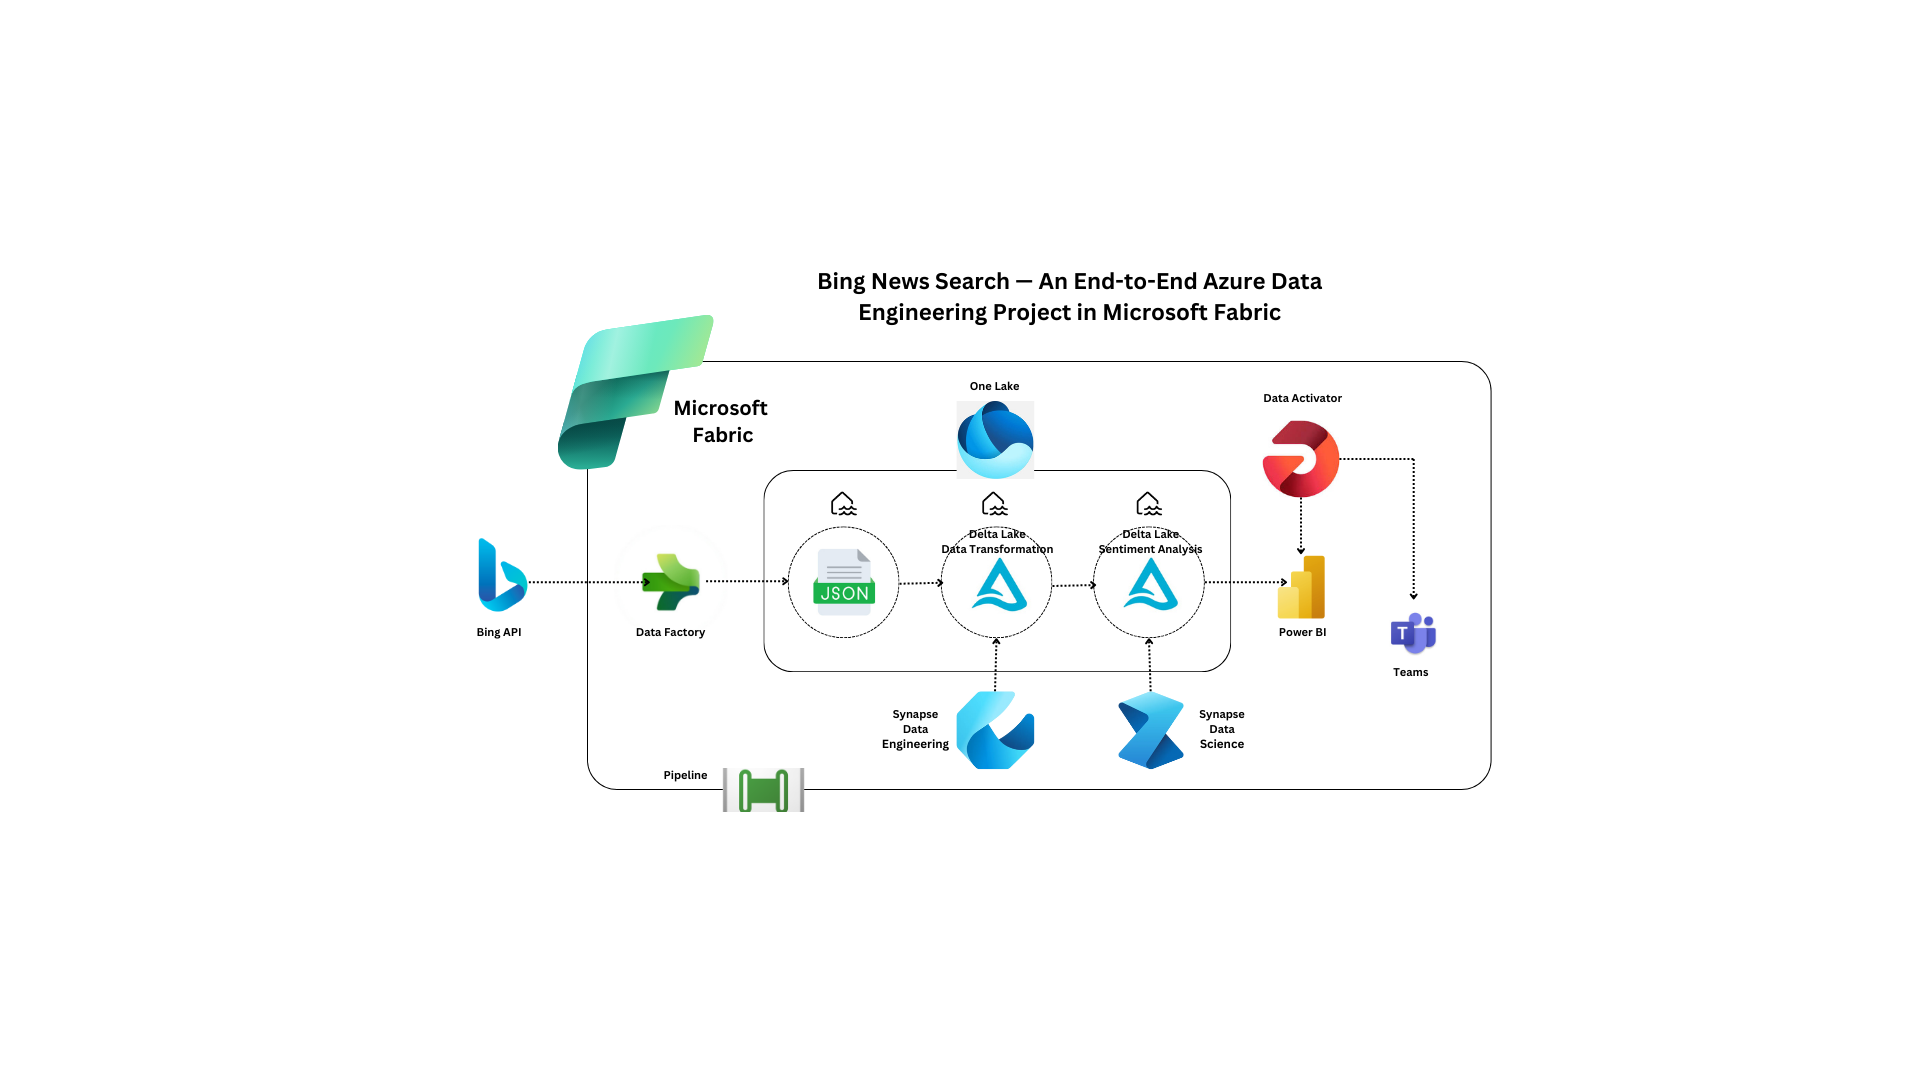 Bing News Search — An End-to-End Azure Data
Engineering Project in Microsoft Fabric
Microsoft
Fabric
One Lake
Data Activator
Delta Lake
Data Transformation
Delta Lake
Sentiment Analysis
JSON
Bing API
Data Factory
Power BI
T
Teams
Synapse
Data
Engineering
Synapse
Data
Science
Pipeline